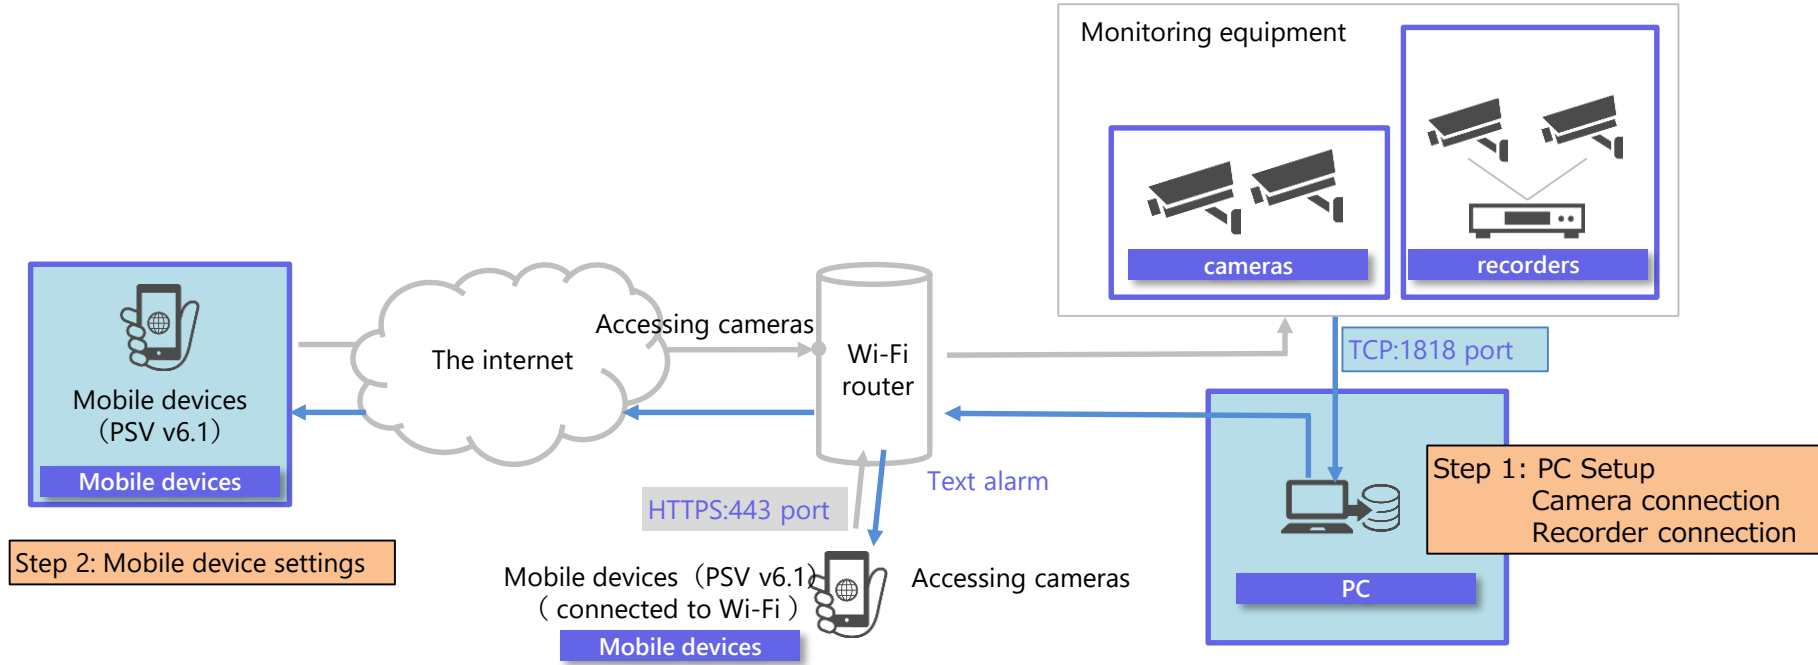 Monitoring equipment
cameras
recorders
Accessing cameras
The internet
Wi-Fi
router
TCP:1818 port
Mobile devices
（PSV v6.1）
Mobile devices
Text alarm
HTTPS:443 port
Step 1: PC Setup
Camera connection
Recorder connection
Step 2: Mobile device settings
Mobile devices（PSV v6.1）
（ connected to Wi-Fi ）
Mobile devices
Accessing cameras
PC